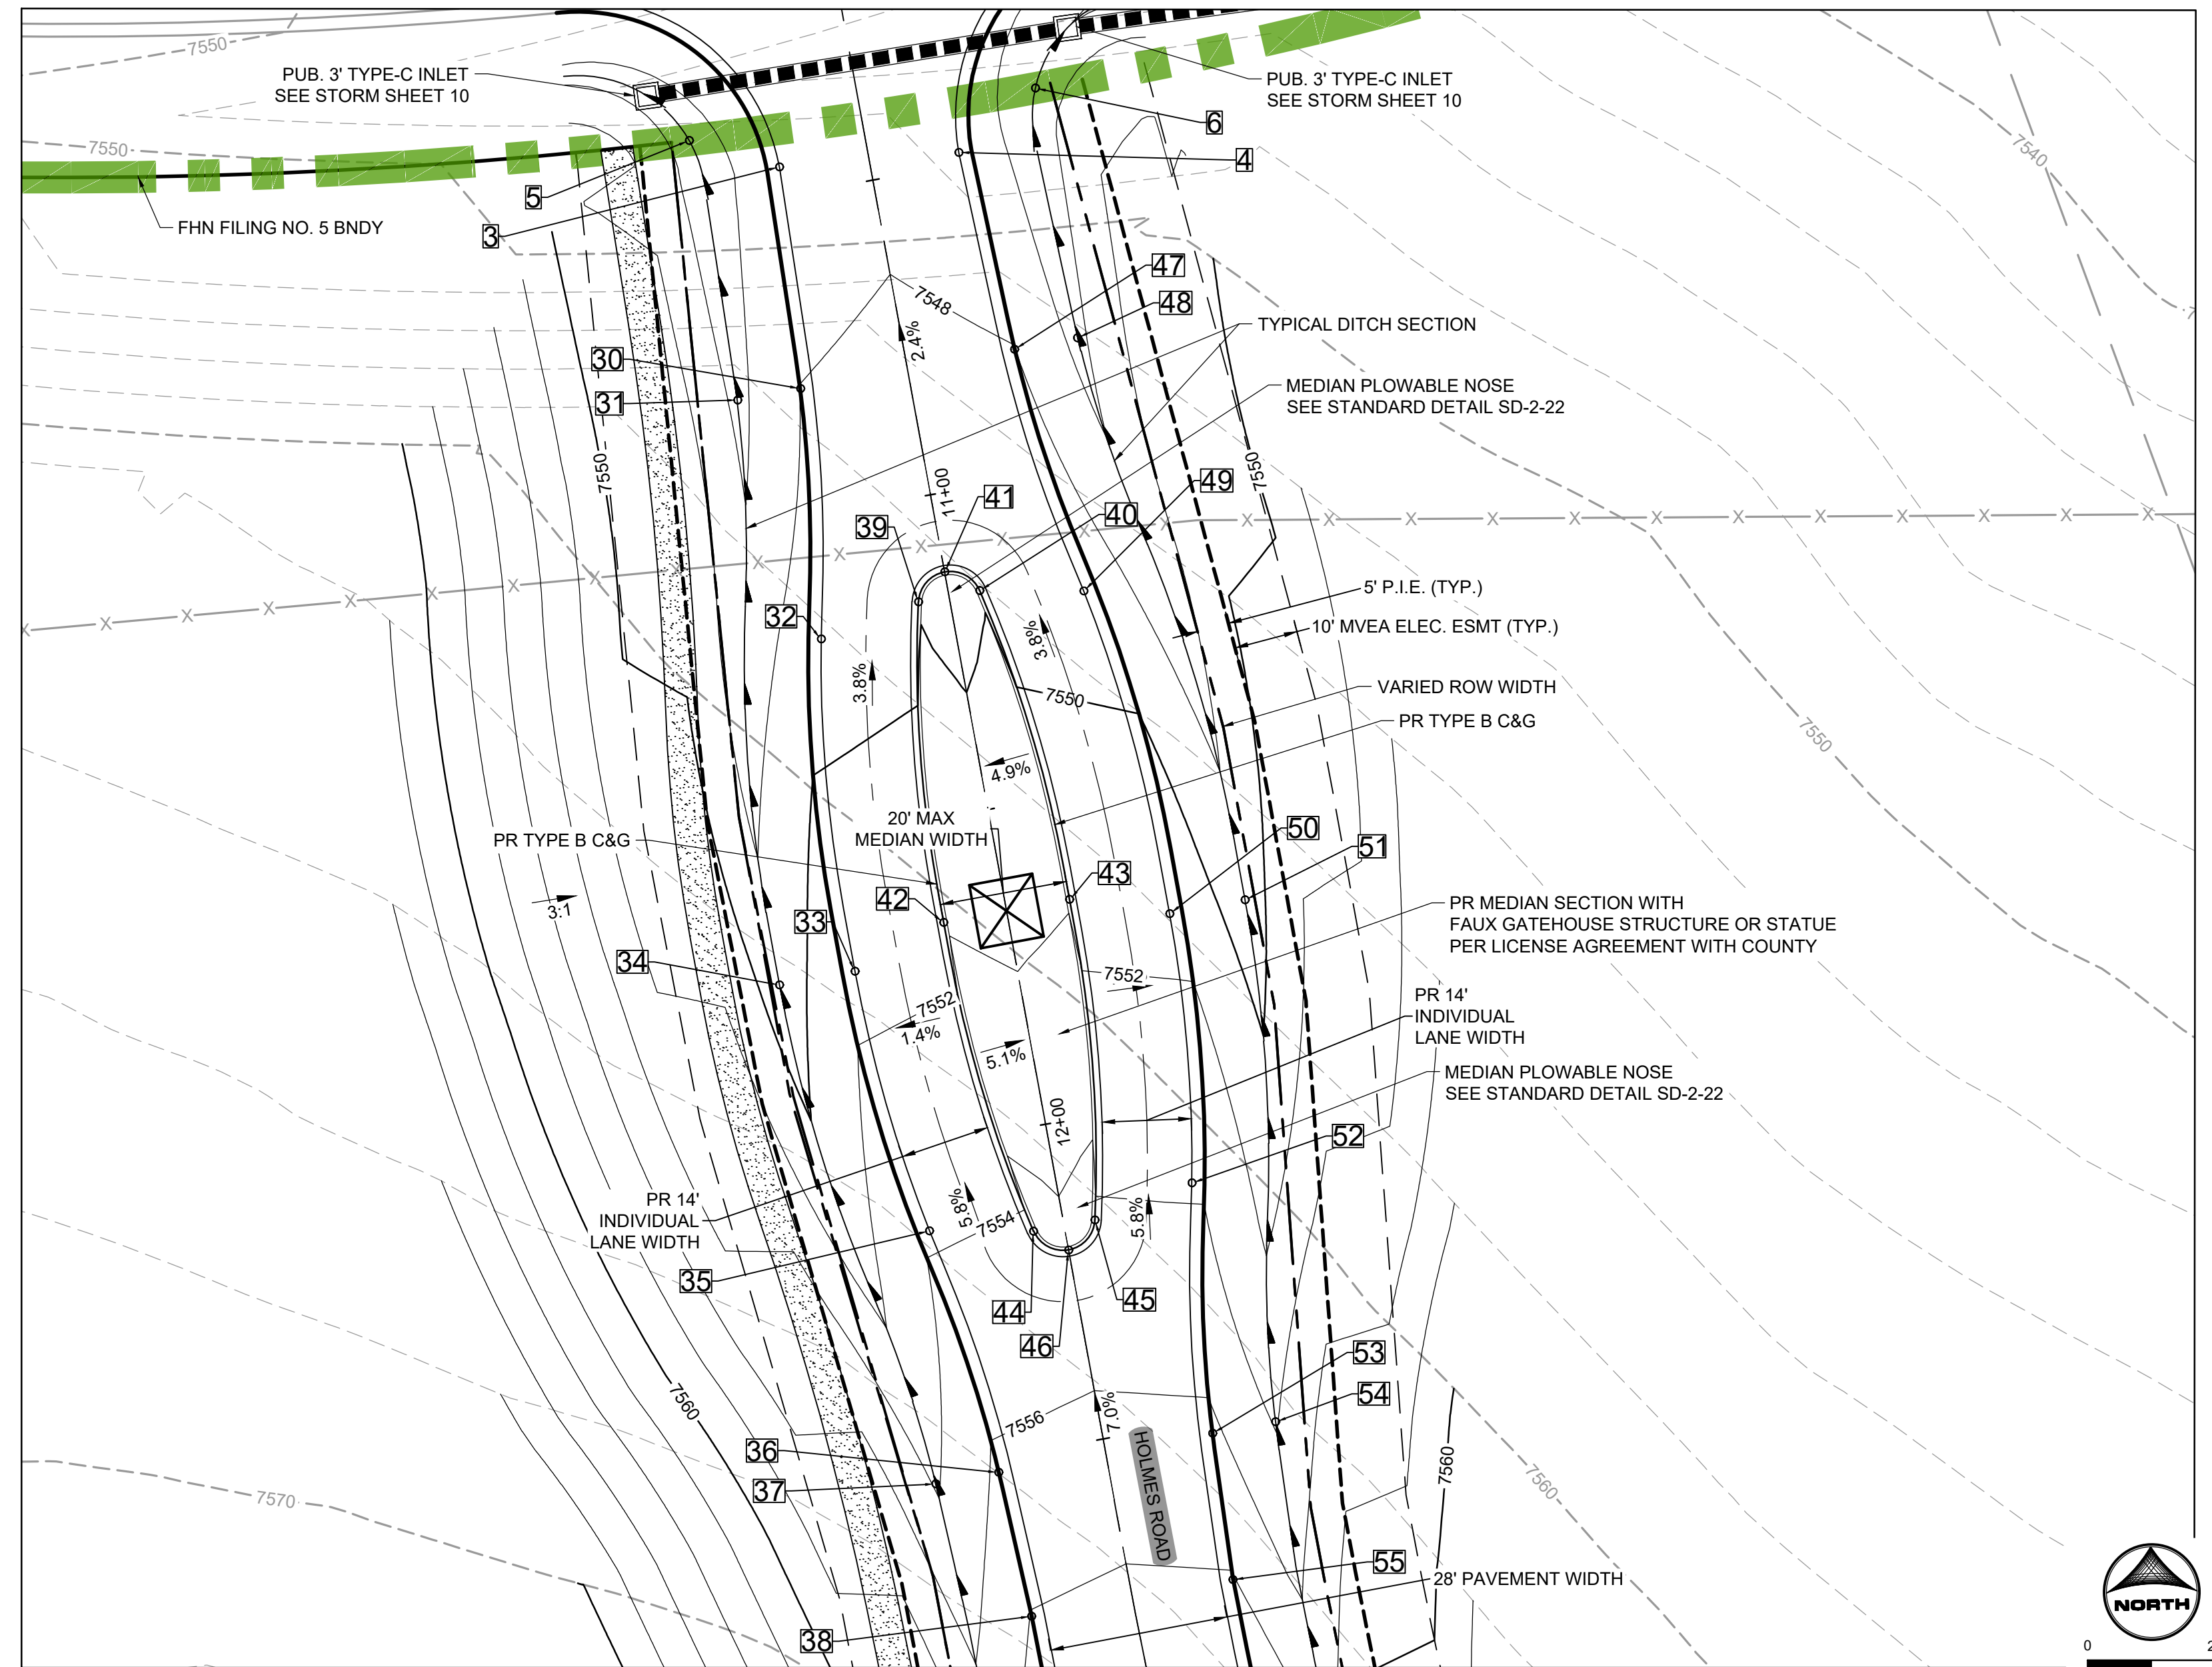 7550
PUB. 3' TYPE-C INLET
SEE STORM SHEET 10
PUB. 3' TYPE-C INLET
SEE STORM SHEET 10
6
4
7540
7550
5
3
FHN FILING NO. 5 BNDY
47
7548
48
2.4%
TYPICAL DITCH SECTION
30
31
MEDIAN PLOWABLE NOSE
SEE STANDARD DETAIL SD-2-22
7550
7550
11+00
41
49
40
39
5' P.I.E. (TYP.)
32
10' MVEA ELEC. ESMT (TYP.)
3.8%
3.8%
VARIED ROW WIDTH
7550
PR TYPE B C&G
7550
4.9%
20' MAX
MEDIAN WIDTH
PR TYPE B C&G
50
51
43
42
33
3:1
PR MEDIAN SECTION WITH
FAUX GATEHOUSE STRUCTURE OR STATUE
PER LICENSE AGREEMENT WITH COUNTY
34
7552
7552
1.4%
5.1%
PR 14'
INDIVIDUAL
LANE WIDTH
MEDIAN PLOWABLE NOSE
SEE STANDARD DETAIL SD-2-22
12+00
52
PR 14'
INDIVIDUAL
LANE WIDTH
5.8%
7554
5.8%
35
44
45
46
53
54
7560
7.0%
7556
36
37
HOLMES ROAD
7560
7560
7570
55
28' PAVEMENT WIDTH
38
NORTH
0
2